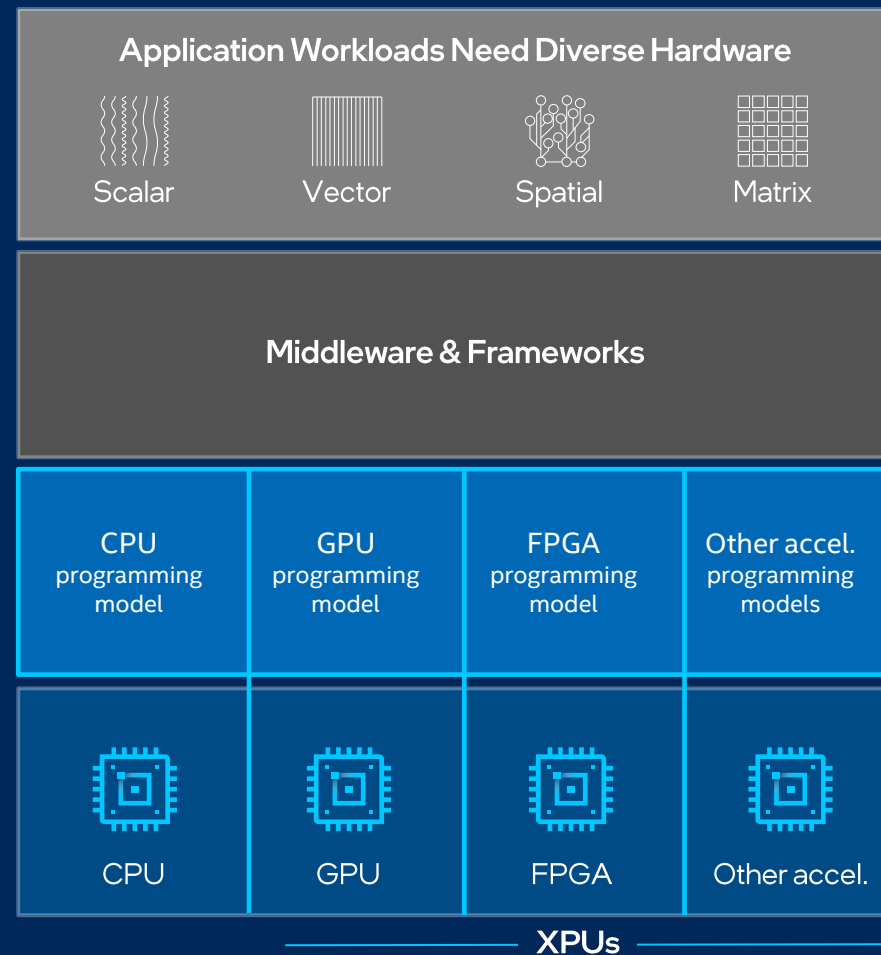 Application Workloads Need Diverse Hardware
Scalar
Vector
Spatial
Matrix
Middleware & Frameworks
CPU
programming
model
GPU
programming
model
FPGA
programming
model
Other accel.
programming
models
CPU
GPU
FPGA
Other accel.
XPUs